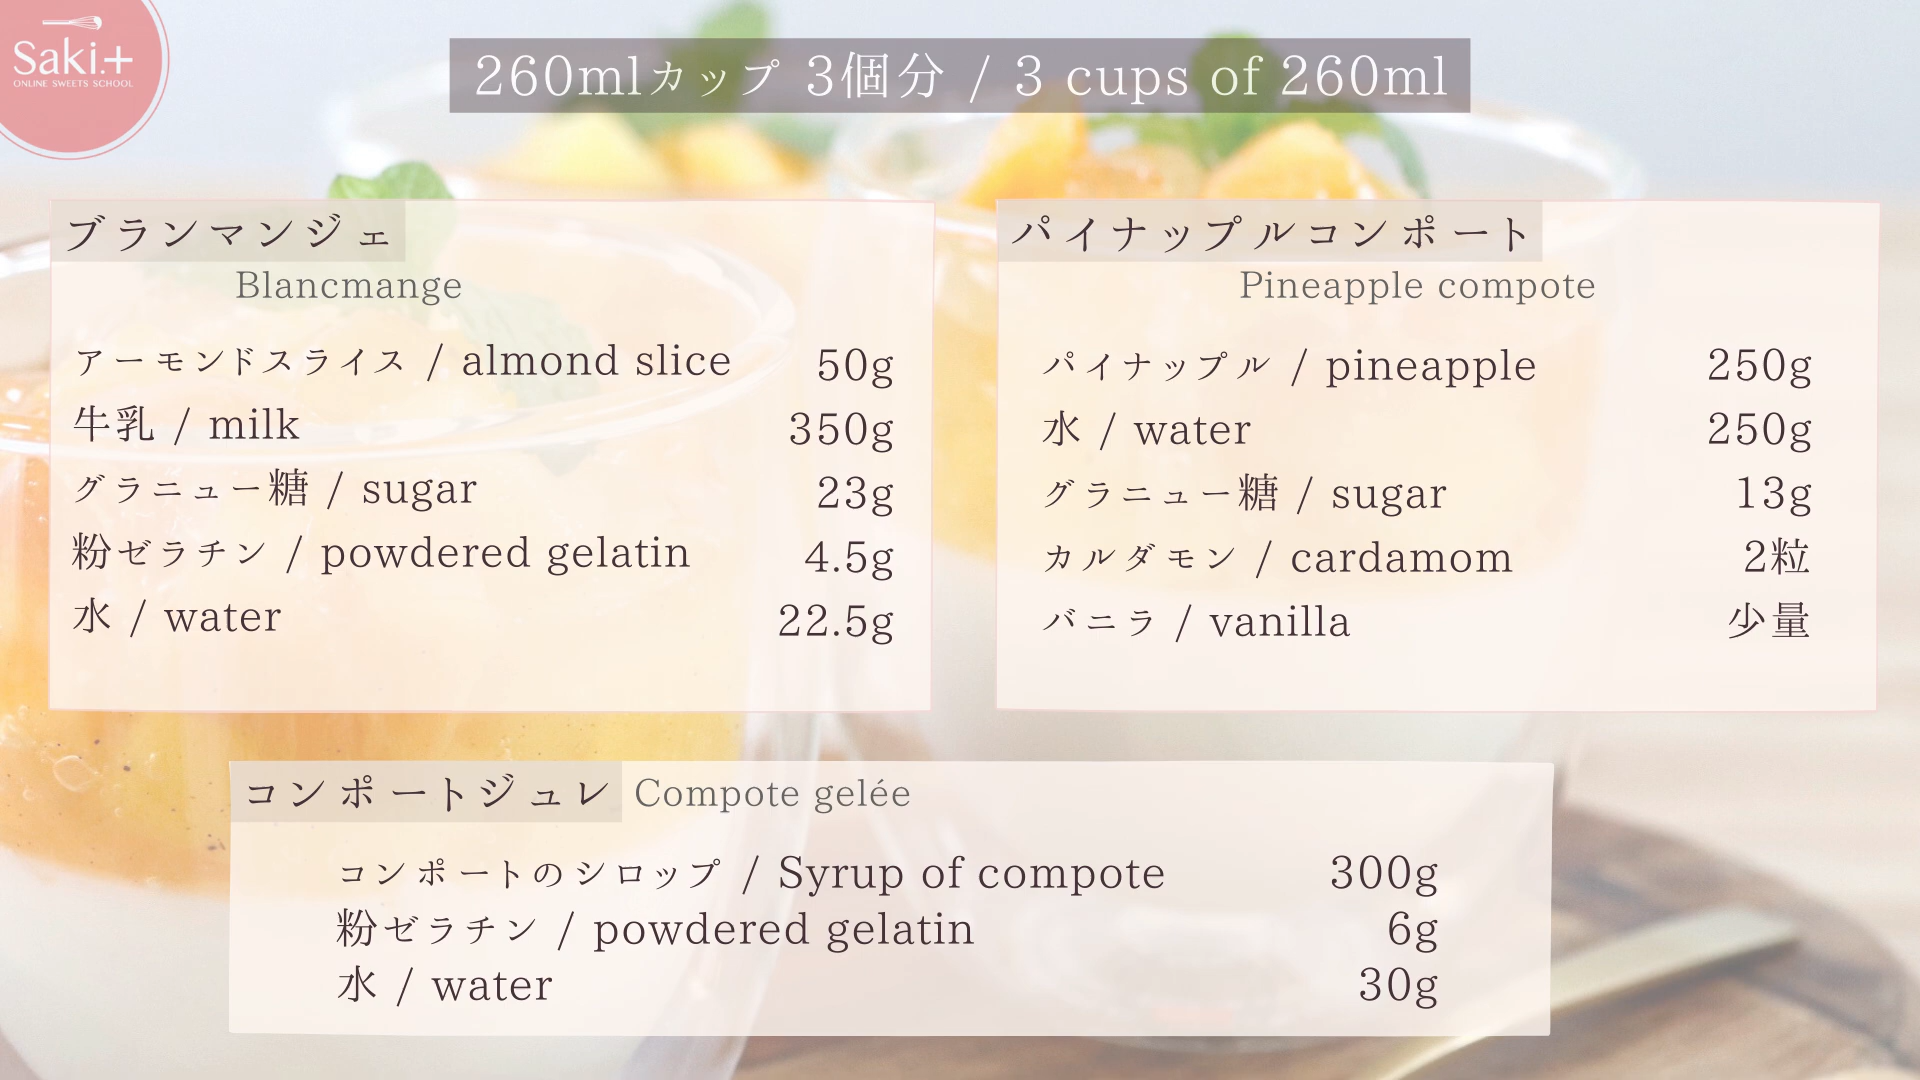 Saki.+
ONLINE SWEETS SCHOOL
260mlカップ 3個分 / 3 cups of 260ml
ブランマンジェ
Blancmange
アーモンドスライス / almond slice 50g
牛乳 / milk 350g
グラニュー糖 / sugar 23g
粉ゼラチン / powdered gelatin 4.5g
水 / water 22.5g
パイナップルコンポート
Pineapple compote
パイナップル / pineapple 250g
水 / water 250g
グラニュー糖 / sugar 13g
カルダモン / cardamom 2粒
バニラ / vanilla 少量
コンポートジュレ Compote gelée
コンポートのシロップ / Syrup of compote 300g
粉ゼラチン / powdered gelatin 6g
水 / water 30g